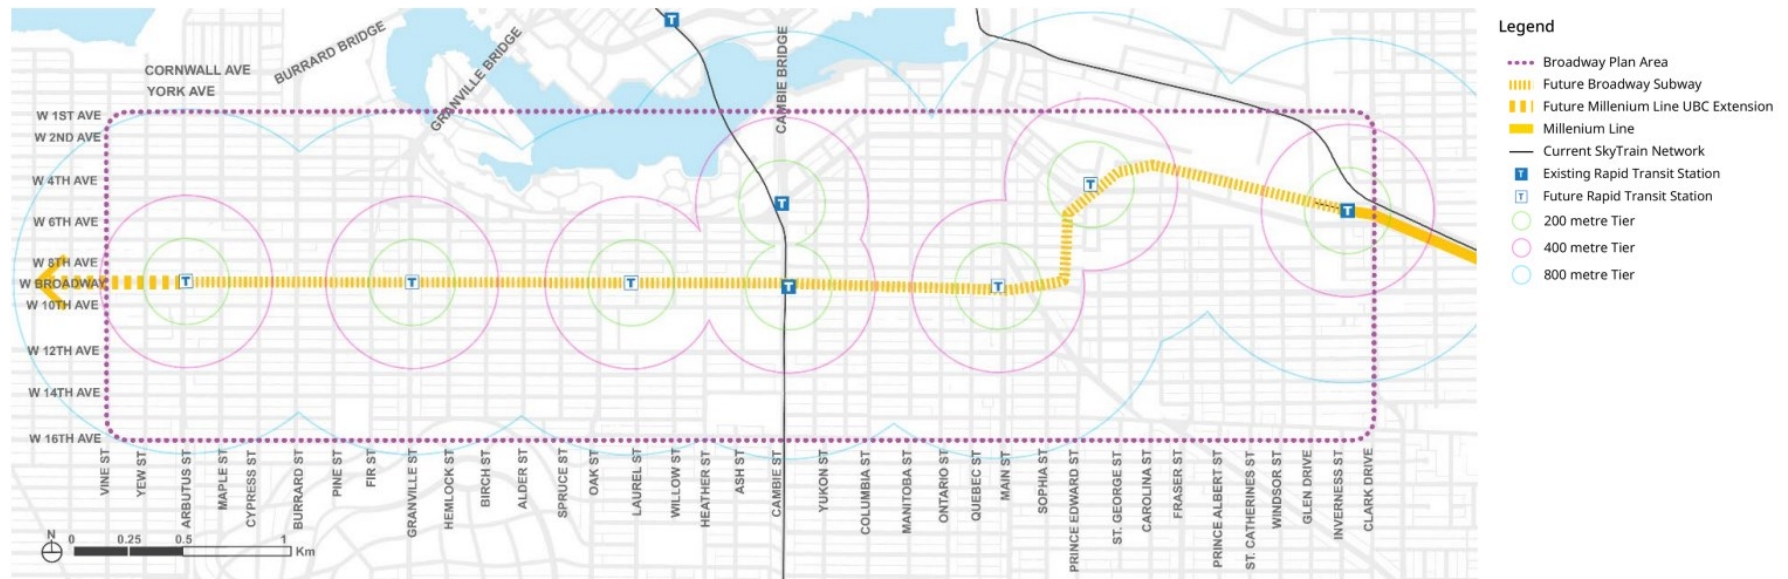 CORNWALL AVE
YORK AVE
BURRARD BRIDGE
GRANVILLE BRIDGE
CAMBIE BRIDGE
W 1ST AVE
W 2ND AVE
W 4TH AVE
W 6TH AVE
W 8TH AVE
W BROADWAY
W 10TH AVE
W 12TH AVE
W 14TH AVE
W 16TH AVE
T
T
T
T
T
T
T
T
T
VINE ST
YEW ST
ARBUTUS ST
MAPLE ST
CYPRESS ST
BURRARD ST
PINE ST
FIR ST
GRANVILLE ST
HEMLOCK ST
BIRCH ST
ALDER ST
SPRUCE ST
OAK ST
LAUREL ST
WILLOW ST
HEATHER ST
ASH ST
CAMBIE ST
YUKON ST
COLUMBIA ST
MANITOBA ST
ONTARIO ST
QUEBEC ST
MAIN ST
SOPHIA ST
PRINCE EDWARD ST
ST. GEORGE ST
CAROLINA ST
FRASER ST
PRINCE ALBERT ST
ST. CATHERINES ST
WINDSOR ST
GLEN DRIVE
INVERNESS ST
CLARK DRIVE
N
0 0.25 0.5 1 Km
Legend
Broadway Plan Area
Future Broadway Subway
Future Millenium Line UBC Extension
Millenium Line
Current SkyTrain Network
T Existing Rapid Transit Station
T Future Rapid Transit Station
200 metre Tier
400 metre Tier
800 metre Tier